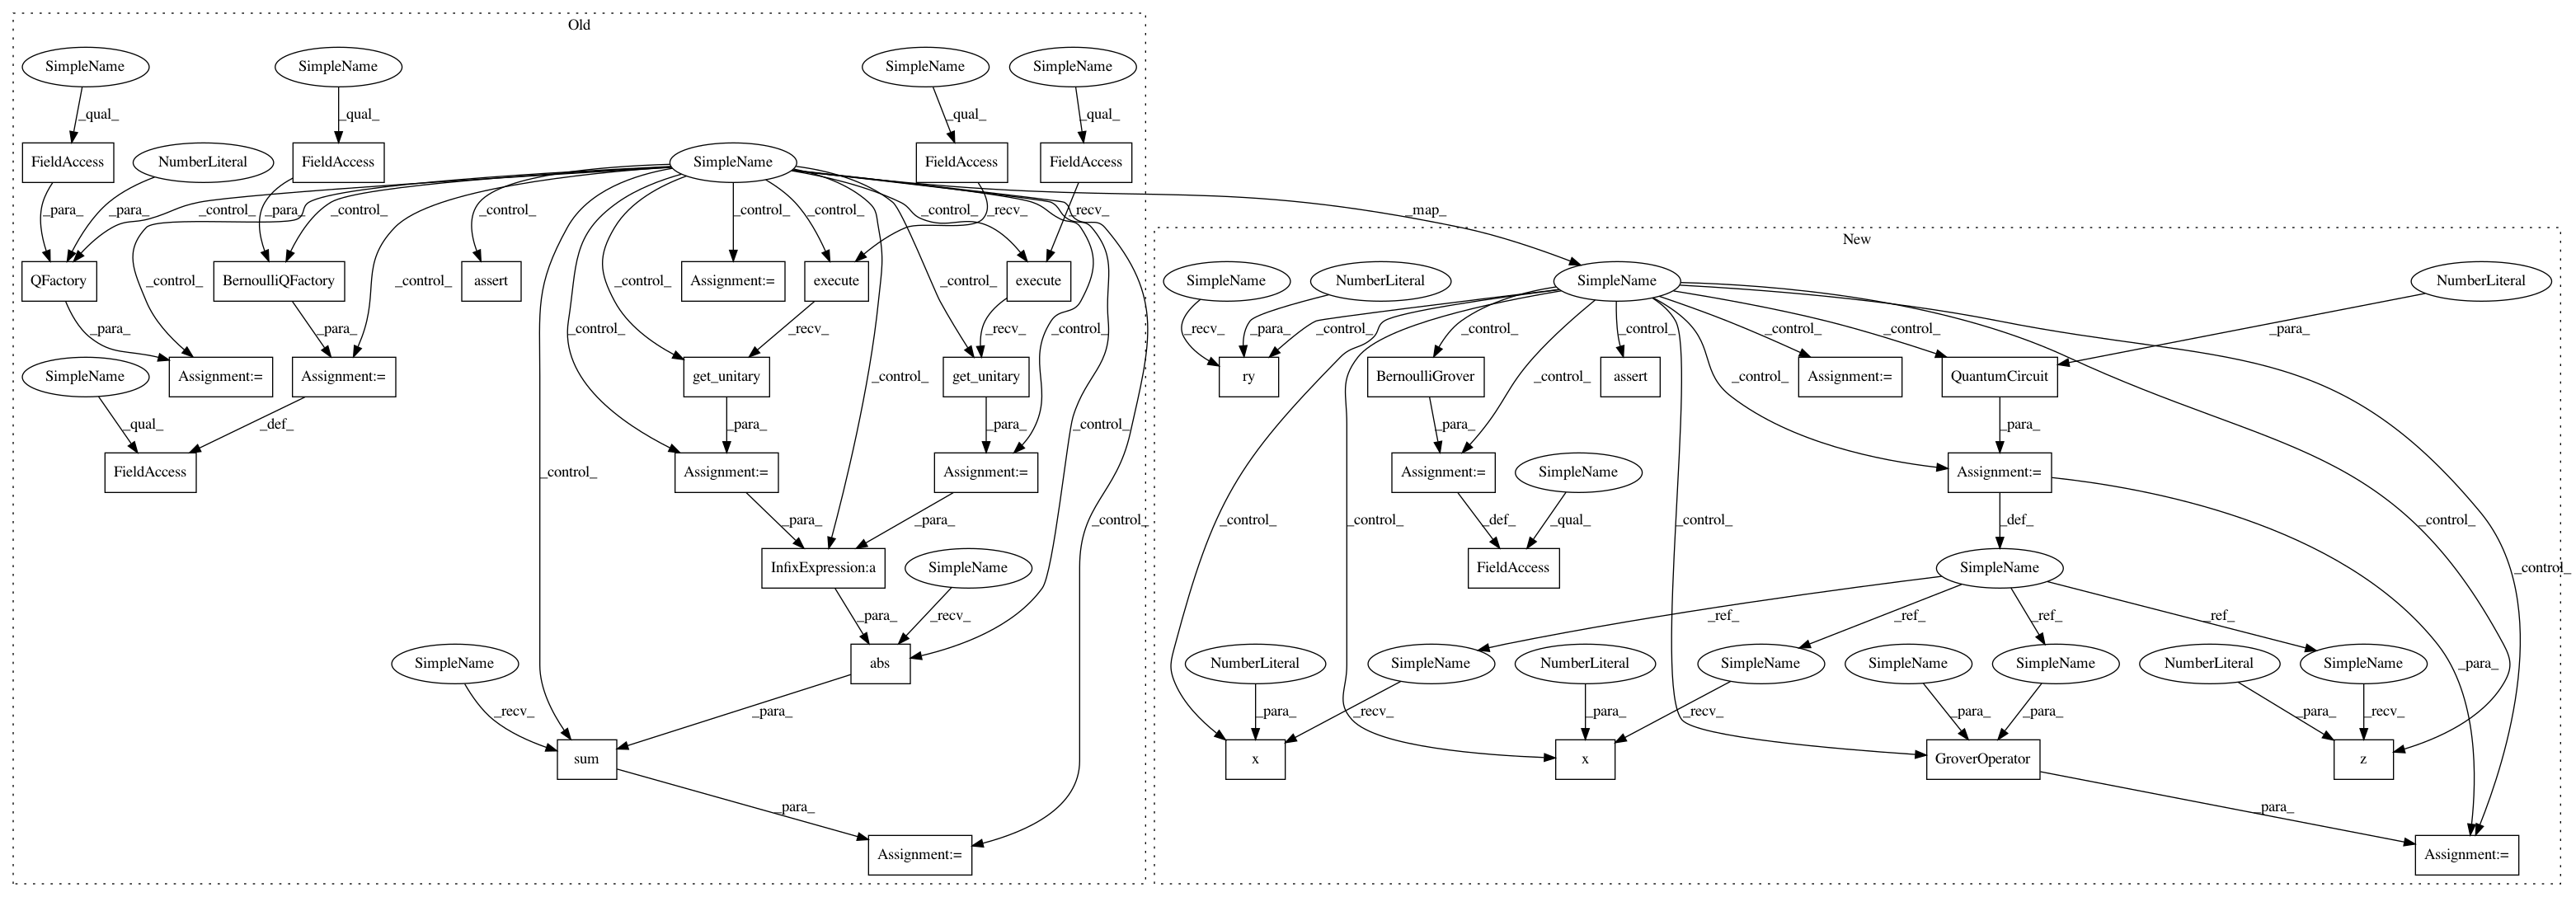 Old
SimpleName
SimpleName
SimpleName
SimpleName
_qual_
_qual_
_qual_
_qual_
FieldAccess
NumberLiteral
FieldAccess
SimpleName
FieldAccess
FieldAccess
_para_
_para_
_control_
_para_
_control_
_control_
_control_
_control_
_control_
_recv_
_recv_
_map_
New
QFactory
_control_
BernoulliQFactory
_control_
assert
Assignment:=
execute
_control_
execute
SimpleName
NumberLiteral
SimpleName
NumberLiteral
_para_
_para_
_control_
_recv_
_control_
_recv_
_control_
_recv_
_para_
_control_
_control_
_control_
_control_
_control_
_para_
SimpleName
Assignment:=
Assignment:=
get_unitary
_control_
get_unitary
ry
BernoulliGrover
assert
Assignment:=
QuantumCircuit
_qual_
_def_
_para_
_para_
_control_
_para_
_control_
_control_
_para_
FieldAccess
_control_
Assignment:=
Assignment:=
Assignment:=
SimpleName
Assignment:=
_para_
_para_
_control_
_control_
_control_
_control_
_def_
_qual_
_def_
_control_
InfixExpression:a
SimpleName
FieldAccess
SimpleName
_control_
_para_
_recv_
_ref_
_ref_
_ref_
_ref_
SimpleName
abs
NumberLiteral
SimpleName
NumberLiteral
SimpleName
SimpleName
SimpleName
NumberLiteral
SimpleName
_para_
_recv_
_para_
_para_
_recv_
_para_
_recv_
_para_
_para_
_para_
_recv_
sum
x
x
GroverOperator
z
_para_
_para_
Assignment:=
Assignment:=